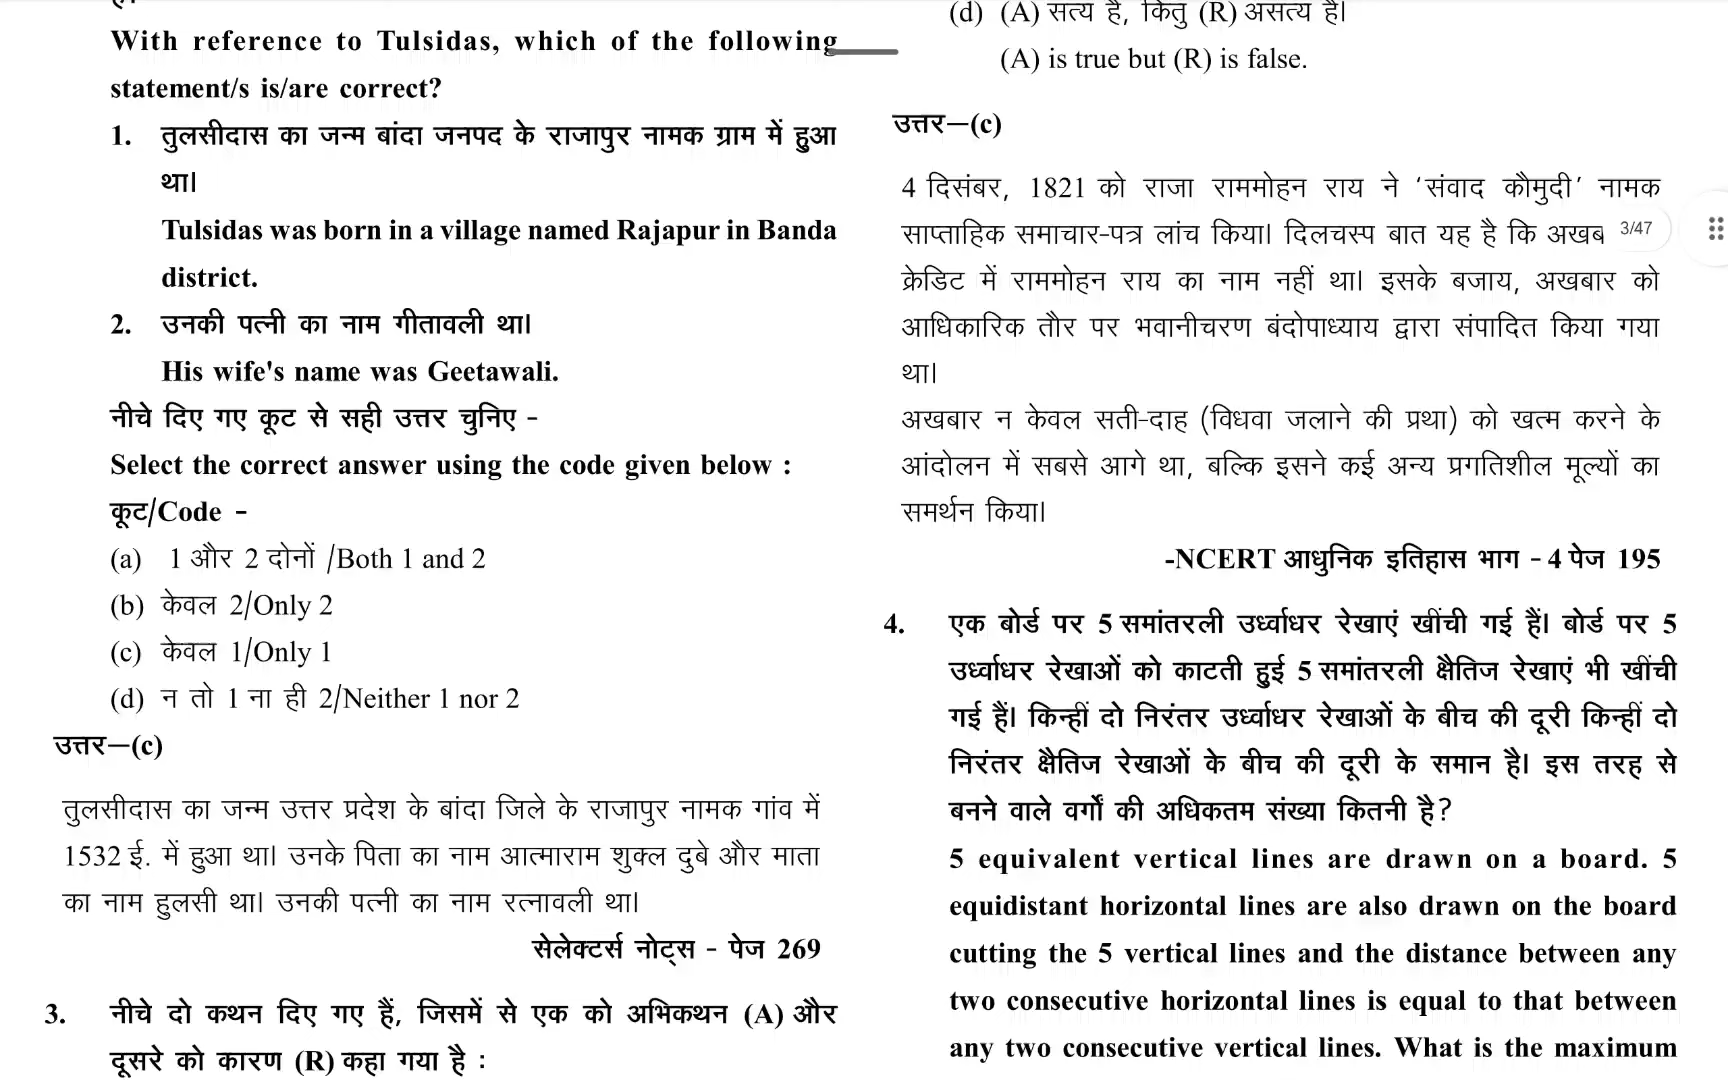 With reference to Tulsidas, which of the following
statement/s is/are correct?
1. तुलसीदास का जन्म बांदा जनपद के राजापुर नामक ग्राम में हुआ
था।
Tulsidas was born in a village named Rajapur in Banda
district.
2. उनकी पत्नी का नाम गीतावली था।
His wife's name was Geetawali.
नीचे दिए गए कूट से सही उत्तर चुनिए -
Select the correct answer using the code given below :
कूट/Code -
(a) 1 और 2 दोनों /Both 1 and 2
(b) केवल 2/Only 2
(c) केवल 1/Only 1
(d) न तो 1 ना ही 2/Neither 1 nor 2
उत्तर—(c)
तुलसीदास का जन्म उत्तर प्रदेश के बांदा जिले के राजापुर नामक गांव में
1532 ई. में हुआ था। उनके पिता का नाम आत्माराम शुक्ल दुबे और माता
का नाम हुलसी था। उनकी पत्नी का नाम रत्नावली था।
सेलेक्टर्स नोट्स - पेज 269
3. नीचे दो कथन दिए गए हैं, जिसमें से एक को अभिकथन (A) और
दूसरे को कारण (R) कहा गया है :
(d) (A) सत्य है, किंतु (R) असत्य है।
(A) is true but (R) is false.
उत्तर—(c)
4 दिसंबर, 1821 को राजा राममोहन राय ने ‘संवाद कौमुदी’ नामक
साप्ताहिक समाचार-पत्र लांच किया। दिलचस्प बात यह है कि अखब
3/47
क्रेडिट में राममोहन राय का नाम नहीं था। इसके बजाय, अखबार को
आधिकारिक तौर पर भवानीचरण बंदोपाध्याय द्वारा संपादित किया गया
था।
अखबार न केवल सती-दाह (विधवा जलाने की प्रथा) को खत्म करने के
आंदोलन में सबसे आगे था, बल्कि इसने कई अन्य प्रगतिशील मूल्यों का
समर्थन किया।
-NCERT आधुनिक इतिहास भाग - 4 पेज 195
4. एक बोर्ड पर 5 समांतरली उर्ध्वाधर रेखाएं खींची गई हैं। बोर्ड पर 5
उर्ध्वाधर रेखाओं को काटती हुई 5 समांतरली क्षैतिज रेखाएं भी खींची
गई हैं। किन्हीं दो निरंतर उर्ध्वाधर रेखाओं के बीच की दूरी किन्हीं दो
निरंतर क्षैतिज रेखाओं के बीच की दूरी के समान है। इस तरह से
बनने वाले वर्गों की अधिकतम संख्या कितनी है?
5 equivalent vertical lines are drawn on a board. 5
equidistant horizontal lines are also drawn on the board
cutting the 5 vertical lines and the distance between any
two consecutive horizontal lines is equal to that between
any two consecutive vertical lines. What is the maximum